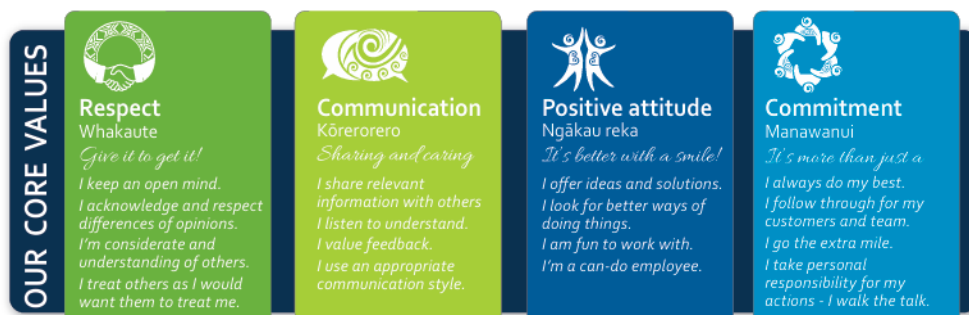 OUR CORE VALUES
Respect
Whakaute
Give it to get it!
I keep an open mind.
I acknowledge and respect
differences of opinions.
I'm considerate and
understanding of others.
I treat others as I would
want them to treat me.
Communication
Kōrerorero
Sharing and caring
I share relevant
information with others
I listen to understand.
I value feedback.
I use an appropriate
communication style.
Positive attitude
Ngākau reka
It's better with a smile!
I offer ideas and solutions.
I look for better ways of
doing things.
I am fun to work with.
I'm a can-do employee.
Commitment
Manawanui
It's more than just a
I always do my best.
I follow through for my
customers and team.
I go the extra mile.
I take personal
responsibility for my
actions - I walk the talk.